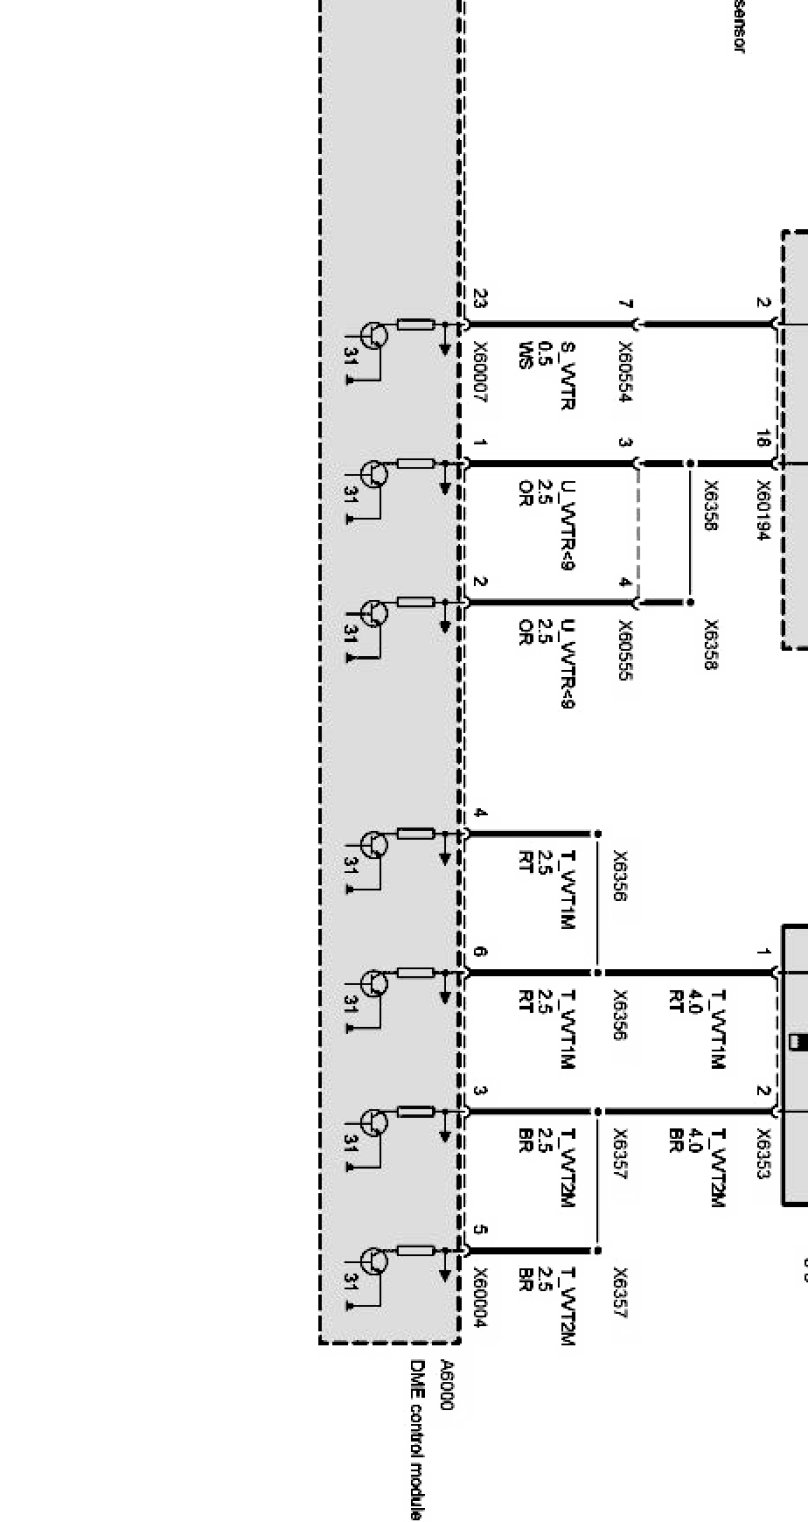 sensor
2
7
23
X60554
S_VVTR
0.5
WS
X60007
31
18
3
1
X60194
X6358
U_VVTR<9
2.5
OR
31
4
2
X6358
X60555
U_VVTR<9
2.5
OR
31
4
X6356
T_VVT1M
2.5
RT
31
1
6
T_VVT1M
4.0
RT
X6356
T_VVT1M
2.5
RT
31
2
3
X6353
T_VVT2M
4.0
BR
X6357
T_VVT2M
2.5
BR
31
5
X6357
T_VVT2M
2.5
BR
X60004
31
A6000
DME control module